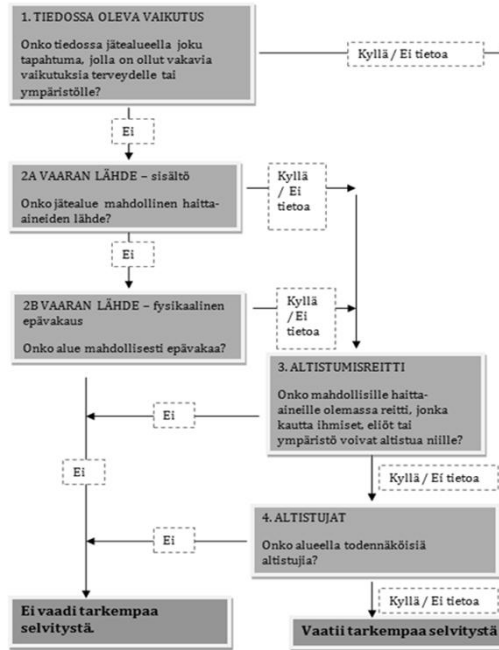 1. TIEDOSSA OLEVA VAIKUTUS
Onko tiedossa jätealueella joku
tapahtuma, jolla on ollut vakavia
vaikutuksia terveydelle tai
ympäristölle?
Kyllä / Ei tietoa
Ei
2A VAARAN LÄHDE – sisältö
Onko jätealue mahdollinen haitta-
aineiden lähde?
Kyllä
/ Ei
tietoa
Ei
2B VAARAN LÄHDE – fysikaalinen
epävakaus
Onko alue mahdollisesti epävakaa?
Kyllä
/ Ei
tietoa
3. ALTISTUMISREITTI
Onko mahdollisille haitta-
aineille olemassa reitti, jonka
kautta ihmiset, eliöt tai
ympäristö voivat altistua niille?
Ei
Ei
Kyllä / Ei tietoa
4. ALTISTUJAT
Onko alueella todennäköisiä
altistujia?
Ei
Kyllä / Ei tietoa
Ei vaadi tarkempaa
selvitystä.
Vaatii tarkempaa selvitystä